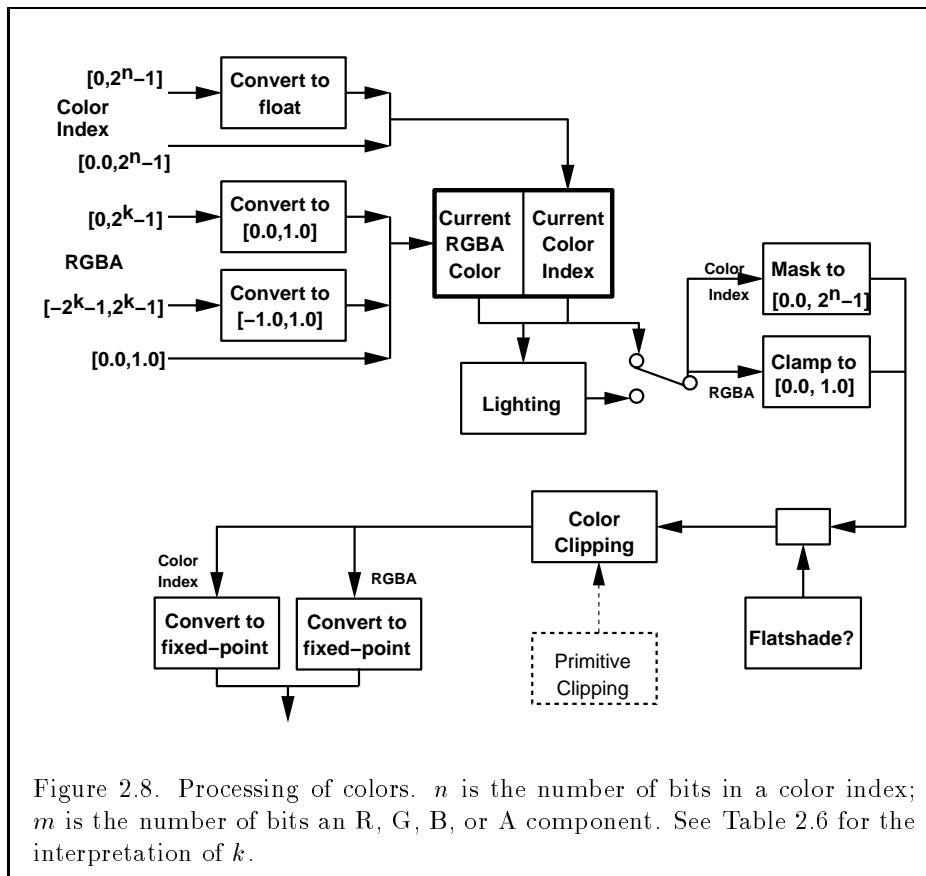 [0,2ⁿ−1]
Convert to
float
Color
Index
[0.0,2ⁿ−1]
[0,2ᵏ−1]
Convert to
[0.0,1.0]
RGBA
[−2ᵏ−1,2ᵏ−1]
Convert to
[−1.0,1.0]
[0.0,1.0]
Current
RGBA
Color
Current
Color
Index
Lighting
Color
Index
Mask to
[0.0, 2ⁿ−1]
RGBA
Clamp to
[0.0, 1.0]
Color
Clipping
Flatshade?
Primitive
Clipping
Color
Index
RGBA
Convert to
fixed−point
Convert to
fixed−point
Figure 2.8. Processing of colors. n is the number of bits in a color index;
m is the number of bits an R, G, B, or A component. See Table 2.6 for the
interpretation of k.